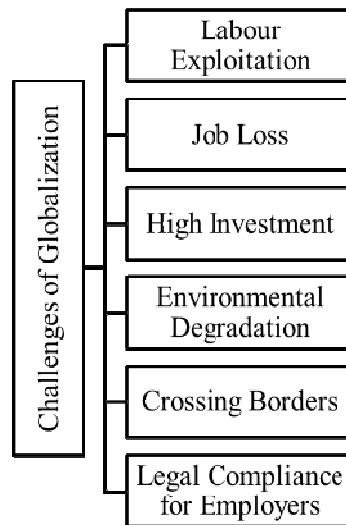 Challenges of Globalization
Labour
Exploitation
Job Loss
High Investment
Environmental
Degradation
Crossing Borders
Legal Compliance
for Employers